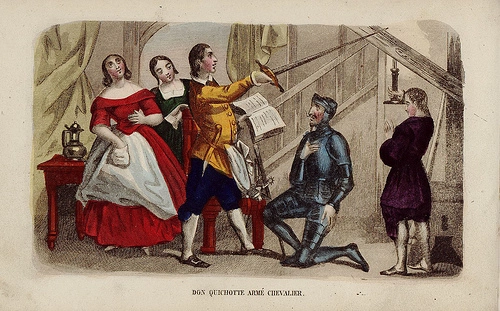 DON QUICHOTTE ARMÉ CHEVALIER.